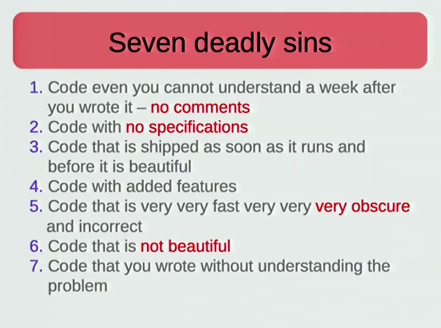 Seven deadly sins
1. Code even you cannot understand a week after
you wrote it – no comments
2. Code with no specifications
3. Code that is shipped as soon as it runs and
before it is beautiful
4. Code with added features
5. Code that is very very fast very very very obscure
and incorrect
6. Code that is not beautiful
7. Code that you wrote without understanding the
problem